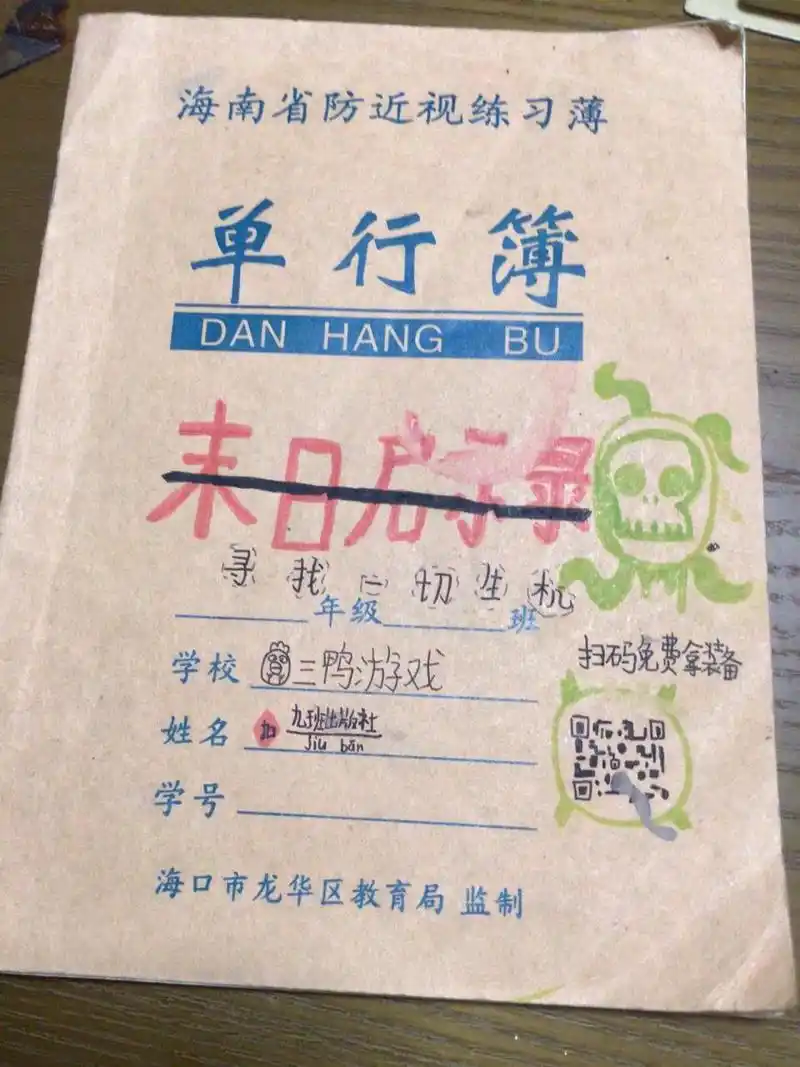 海南省防近视练习薄
单行簿
DAN HANG BU
末日启示录
寻找一切生机
年级 班
学校 三鸭游戏
扫码免费拿装备
姓名 加 九班出版社
Jiu bān
学号
海口市龙华区教育局 监制